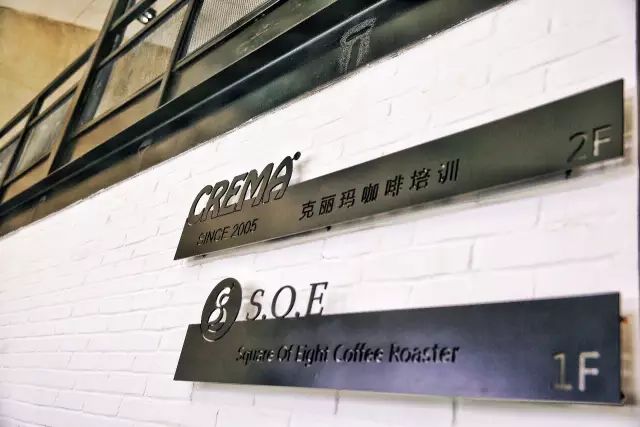 CREMA
SINCE 2005 克丽玛咖啡培训 2F
S.O.E
Square Of Eight Coffee Roaster 1F